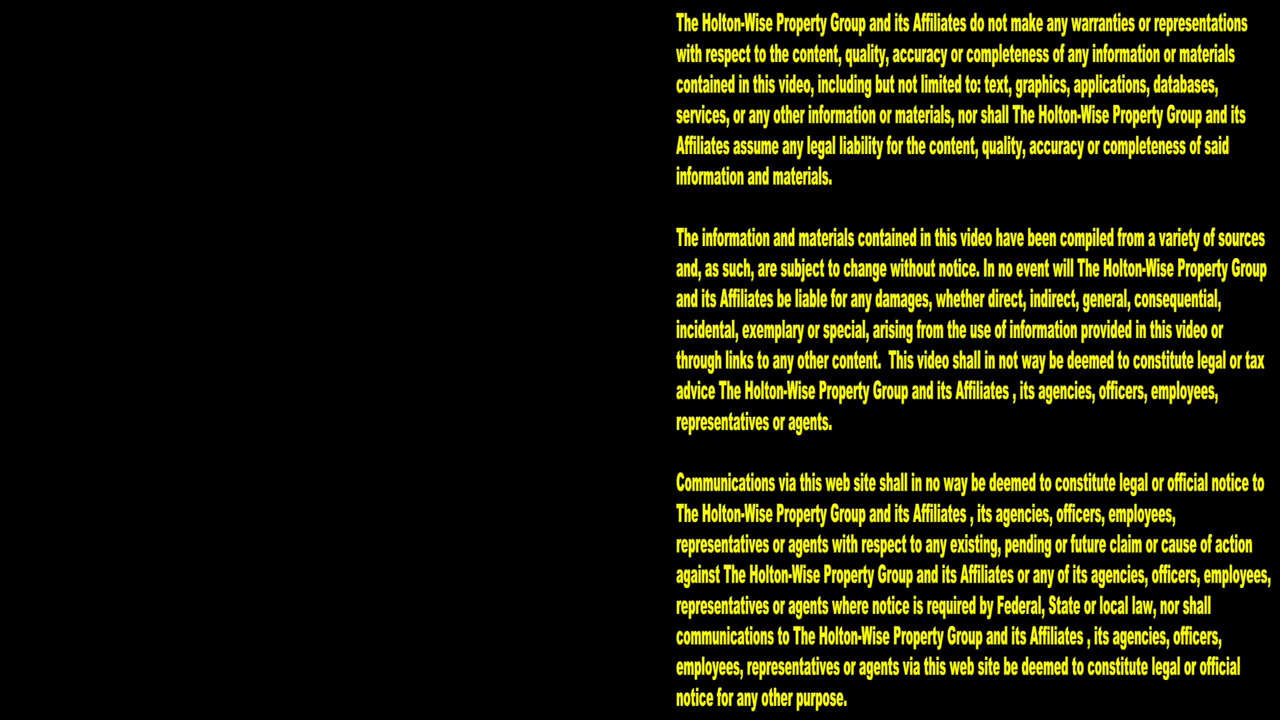 The Holton-Wise Property Group and its Affiliates do not make any warranties or representations
with respect to the content, quality, accuracy or completeness of any information or materials
contained in this video, including but not limited to: text, graphics, applications, databases,
services, or any other information or materials, nor shall The Holton-Wise Property Group and its
Affiliates assume any legal liability for the content, quality, accuracy or completeness of said
information and materials.
The information and materials contained in this video have been compiled from a variety of sources
and, as such, are subject to change without notice. In no event will The Holton-Wise Property Group
and its Affiliates be liable for any damages, whether direct, indirect, general, consequential,
incidental, exemplary or special, arising from the use of information provided in this video or
through links to any other content.  This video shall in not way be deemed to constitute legal or tax
advice The Holton-Wise Property Group and its Affiliates , its agencies, officers, employees,
representatives or agents.
Communications via this web site shall in no way be deemed to constitute legal or official notice to
The Holton-Wise Property Group and its Affiliates , its agencies, officers, employees,
representatives or agents with respect to any existing, pending or future claim or cause of action
against The Holton-Wise Property Group and its Affiliates or any of its agencies, officers, employees,
representatives or agents where notice is required by Federal, State or local law, nor shall
communications to The Holton-Wise Property Group and its Affiliates , its agencies, officers,
employees, representatives or agents via this web site be deemed to constitute legal or official
notice for any other purpose.